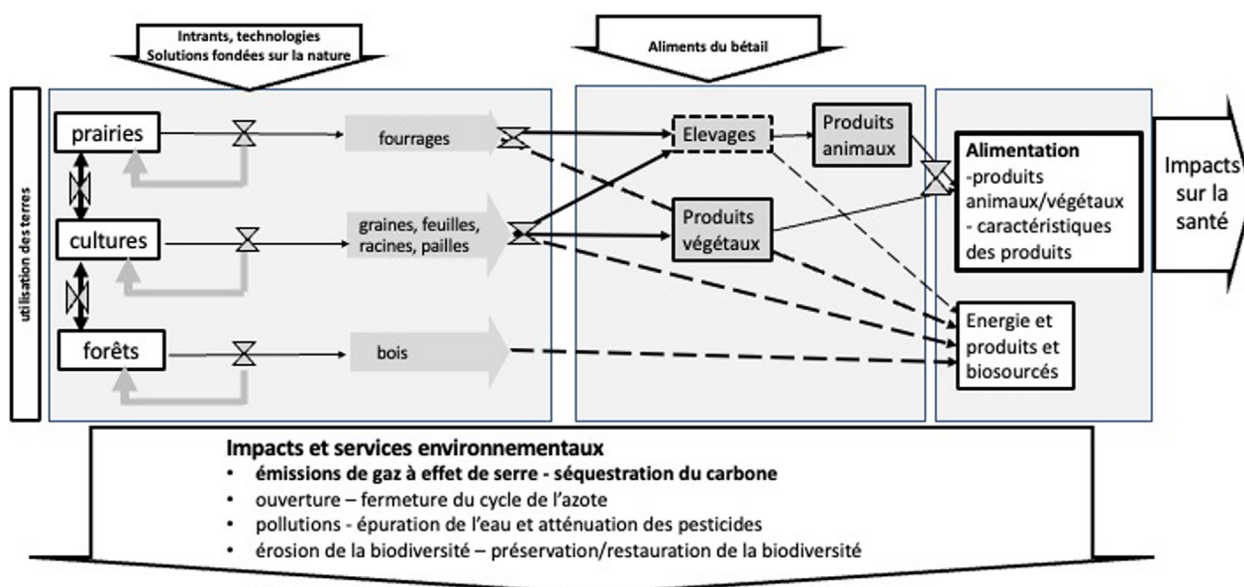 Intrants, technologies
Solutions fondées sur la nature
Aliments du bétail
utilisation des terres
prairies
fourrages
Elevages
Produits
animaux
Alimentation
-produits
animaux/végétaux
- caractéristiques
des produits
Impacts
sur la
santé
cultures
graines, feuilles,
racines, pailles
Produits
végétaux
forêts
bois
Energie et
produits et
biosourcés
Impacts et services environnementaux
• émissions de gaz à effet de serre - séquestration du carbone
• ouverture – fermeture du cycle de l'azote
• pollutions - épuration de l'eau et atténuation des pesticides
• érosion de la biodiversité – préservation/restauration de la biodiversité